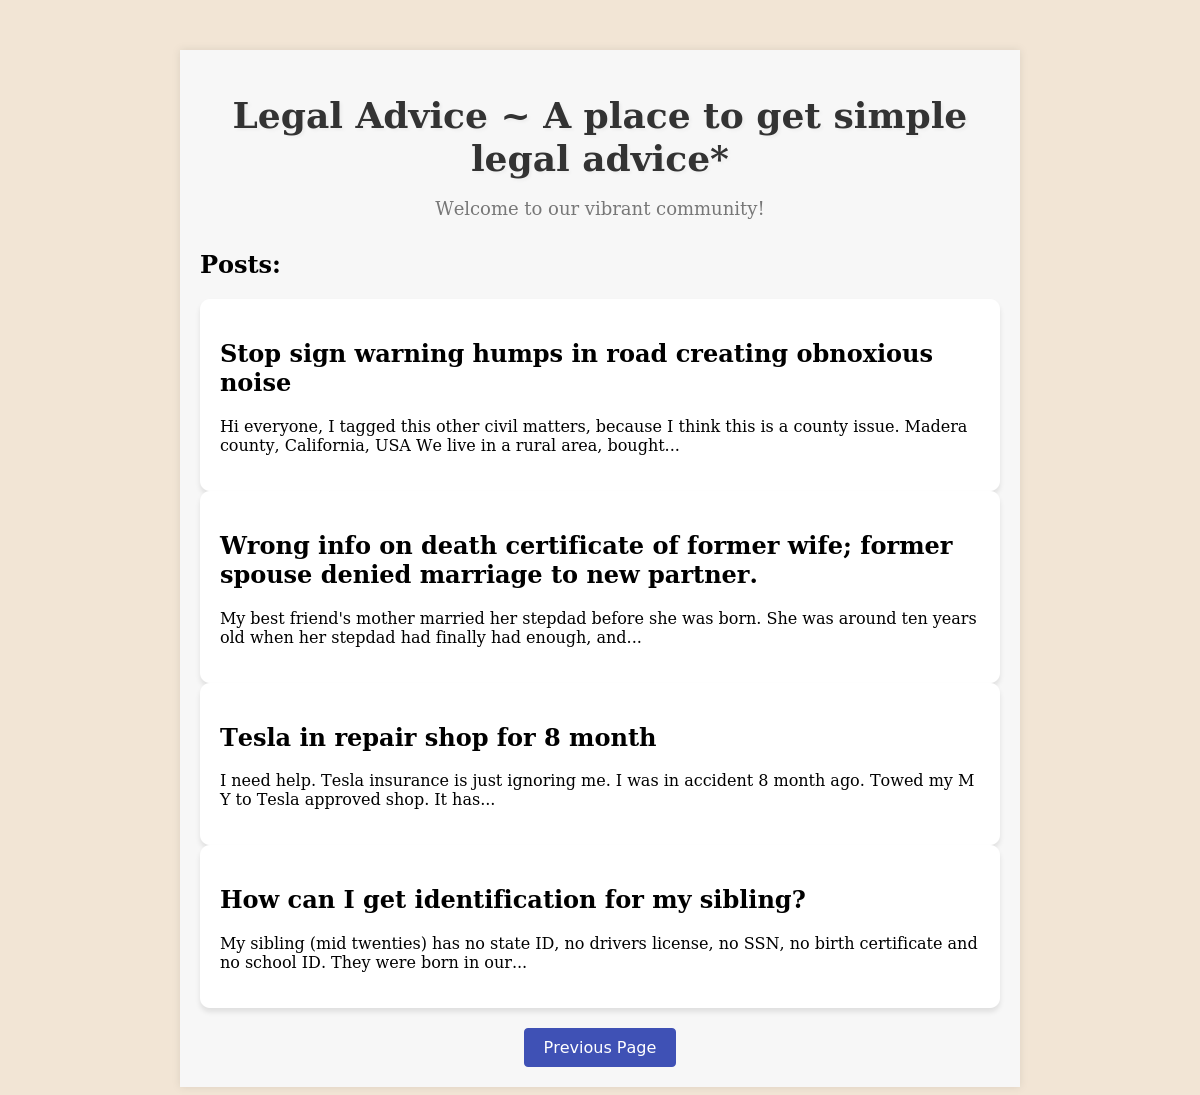 Legal Advice ~ A place to get simple
legal advice*
Welcome to our vibrant community!
Posts:
Stop sign warning humps in road creating obnoxious
noise
Hi everyone, I tagged this other civil matters, because I think this is a county issue. Madera
county, California, USA We live in a rural area, bought...
Wrong info on death certificate of former wife; former
spouse denied marriage to new partner.
My best friend's mother married her stepdad before she was born. She was around ten years
old when her stepdad had finally had enough, and...
Tesla in repair shop for 8 month
I need help. Tesla insurance is just ignoring me. I was in accident 8 month ago. Towed my M
Y to Tesla approved shop. It has...
How can I get identification for my sibling?
My sibling (mid twenties) has no state ID, no drivers license, no SSN, no birth certificate and
no school ID. They were born in our...
Previous Page